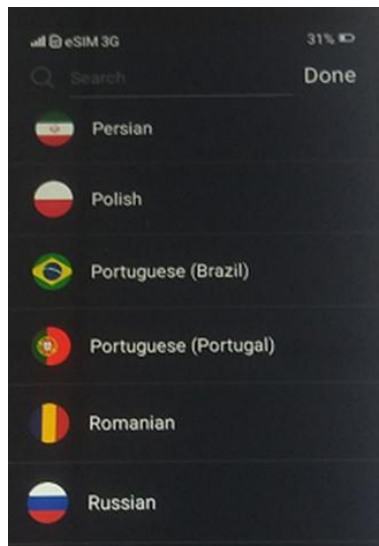 eSIM 3G 31%
Search Done
Persian
Polish
Portuguese (Brazil)
Portuguese (Portugal)
Romanian
Russian